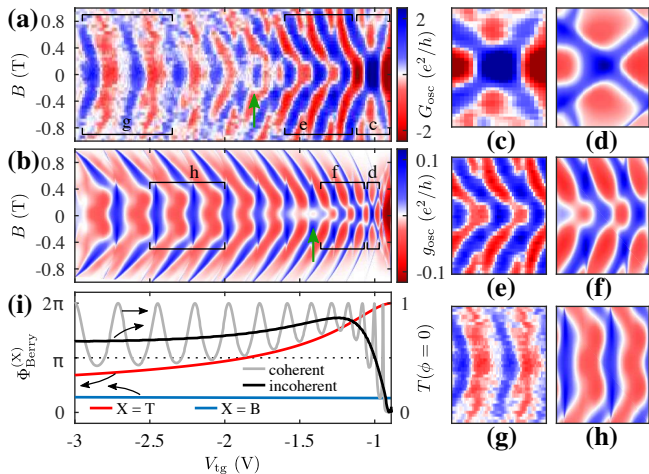 (a)
B (T)
0.8
0.4
0
-0.4
-0.8
g
e
c
2
0
-2
G_osc (e²/h)
(c)
(d)
(b)
B (T)
0.8
0.4
0
-0.4
-0.8
h
f
d
0.1
0
-0.1
g_osc (e²/h)
(e)
(f)
(i)
Φ_Berry^(X)
2π
π
0
coherent
incoherent
X = T
X = B
1
0
T(ϕ=0)
-3
-2.5
-2
-1.5
-1
V_tg (V)
(g)
(h)